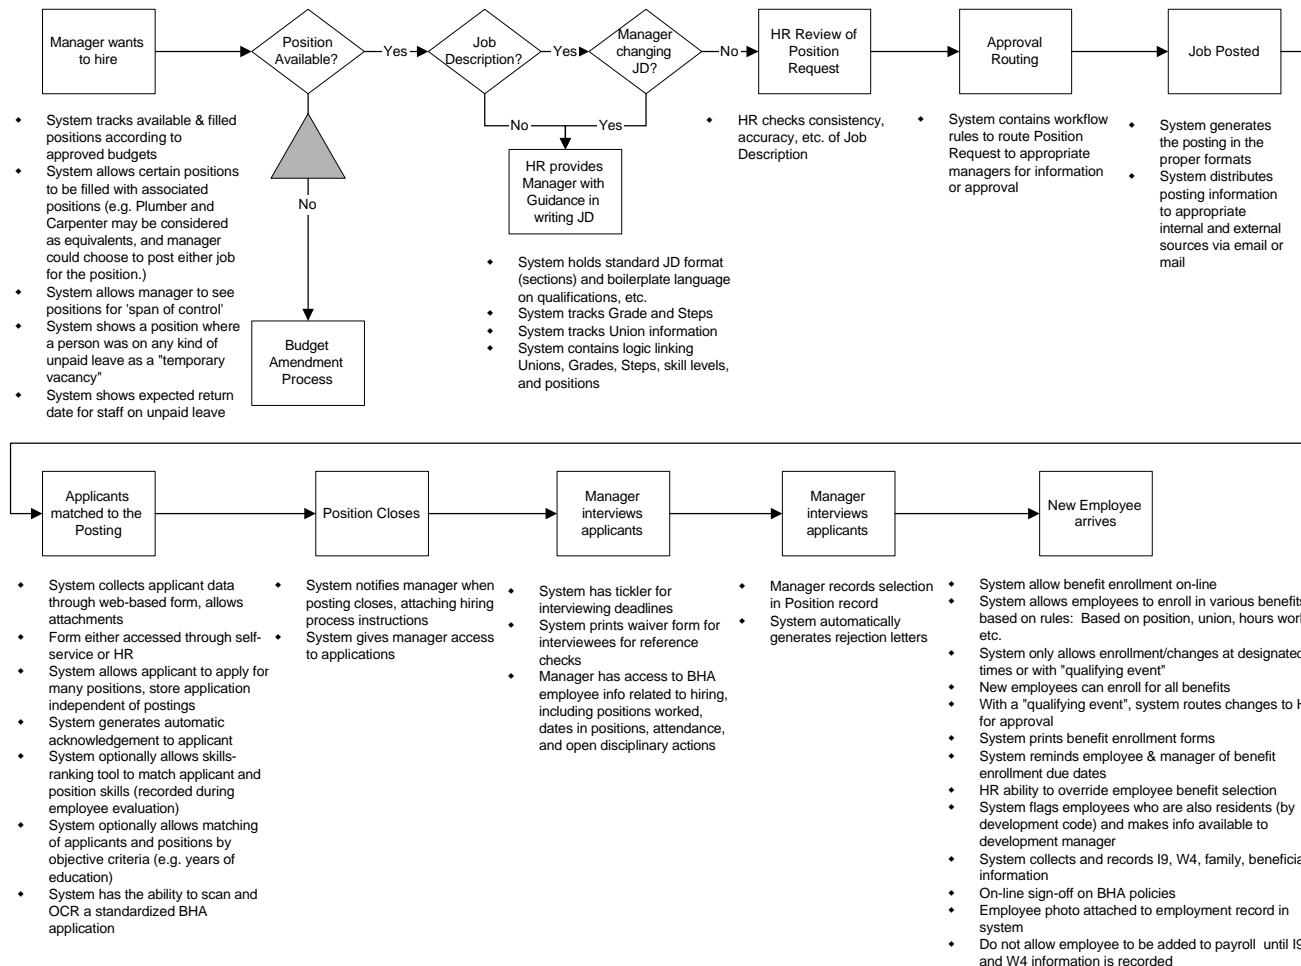 Manager wants
to hire
Position
Available?
Yes
Job
Description?
Yes
Manager
changing
JD?
No
HR Review of
Position
Request
Approval
Routing
Job Posted
No
Yes
HR provides
Manager with
Guidance in
writing JD
No
Budget
Amendment
Process
System tracks available & filled
positions according to
approved budgets
System allows certain positions
to be filled with associated
positions (e.g. Plumber and
Carpenter may be considered
as equivalents, and manager
could choose to post either job
for the position.)
System allows manager to see
positions for 'span of control'
System shows a position where
a person was on any kind of
unpaid leave as a "temporary
vacancy"
System shows expected return
date for staff on unpaid leave
System holds standard JD format
(sections) and boilerplate language
on qualifications, etc.
System tracks Grade and Steps
System tracks Union information
System contains logic linking
Unions, Grades, Steps, skill levels,
and positions
HR checks consistency,
accuracy, etc. of Job
Description
System contains workflow
rules to route Position
Request to appropriate
managers for information
or approval
System generates
the posting in the
proper formats
System distributes
posting information
to appropriate
internal and external
sources via email or
mail
Applicants
matched to the
Posting
Position Closes
Manager
interviews
applicants
Manager
interviews
applicants
New Employee
arrives
System collects applicant data
through web-based form, allows
attachments
Form either accessed through self-
service or HR
System allows applicant to apply for
many positions, store application
independent of postings
System generates automatic
acknowledgement to applicant
System optionally allows skills-
ranking tool to match applicant and
position skills (recorded during
employee evaluation)
System optionally allows matching
of applicants and positions by
objective criteria (e.g. years of
education)
System has the ability to scan and
OCR a standardized BHA
application
System notifies manager when
posting closes, attaching hiring
process instructions
System gives manager access
to applications
System has tickler for
interviewing deadlines
System prints waiver form for
interviewees for reference
checks
Manager has access to BHA
employee info related to hiring,
including positions worked,
dates in positions, attendance,
and open disciplinary actions
Manager records selection
in Position record
System automatically
generates rejection letters
System allow benefit enrollment on-line
System allows employees to enroll in various benefits
based on rules: Based on position, union, hours
etc.
System only allows enrollment/changes at designated
times or with "qualifying event"
New employees can enroll for all benefits
With a "qualifying event", system routes changes to
for approval
System prints benefit enrollment forms
System reminds employee & manager of benefit
enrollment due dates
HR ability to override employee benefit selection
System flags employees who are also residents (by
development code) and makes info available to
development manager
System collects and records I9, W4, family,
information
On-line sign-off on BHA policies
Employee photo attached to employment record in
system
Do not allow employee to be added to payroll until
and W4 information is recorded